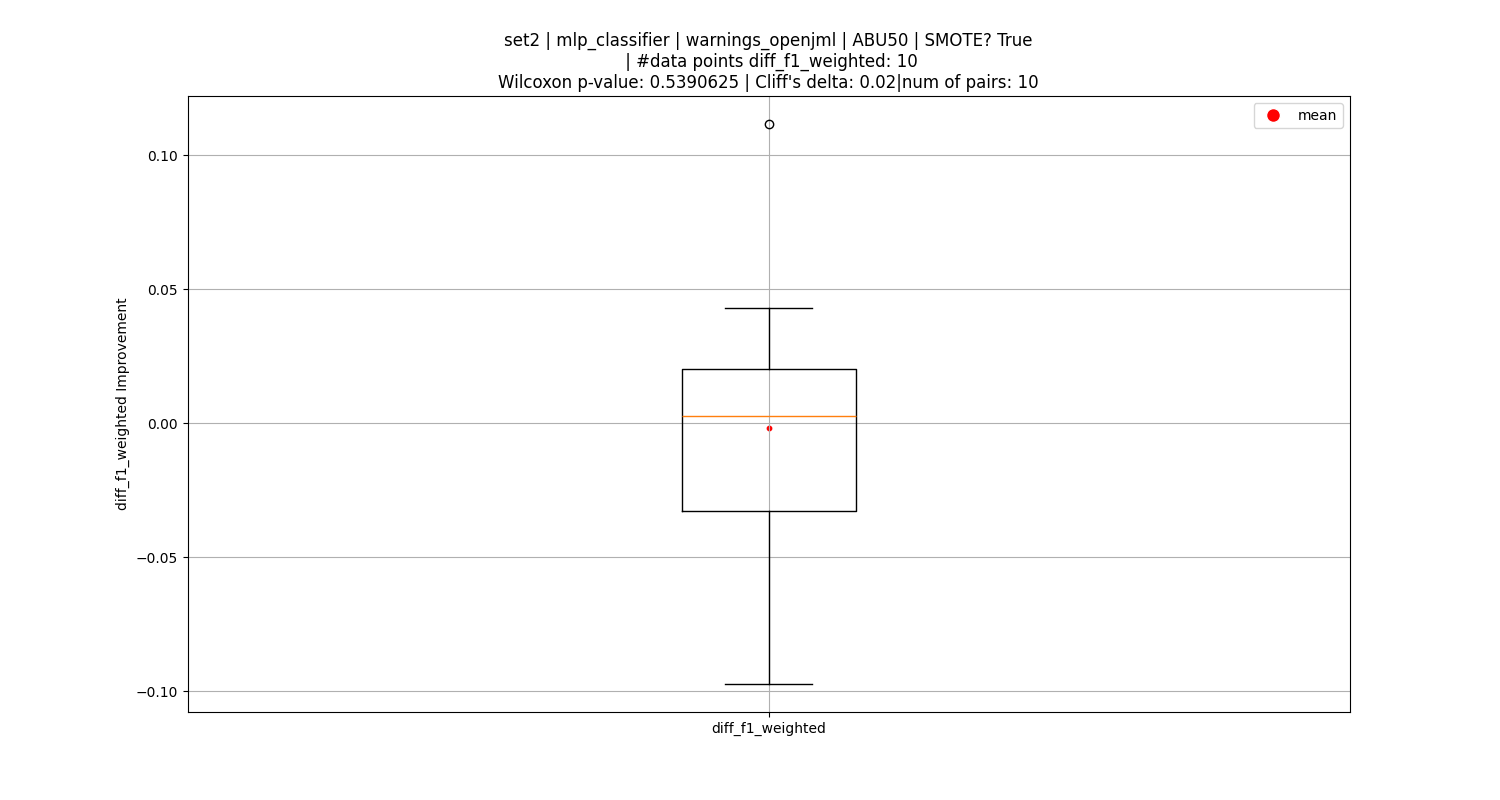 set2 | mlp_classifier | warnings_openjml | ABU50 | SMOTE? True
| #data points diff_f1_weighted: 10
Wilcoxon p-value: 0.5390625 | Cliff's delta: 0.02|num of pairs: 10
mean
0.10
0.05
0.00
−0.05
−0.10
diff_f1_weighted Improvement
diff_f1_weighted